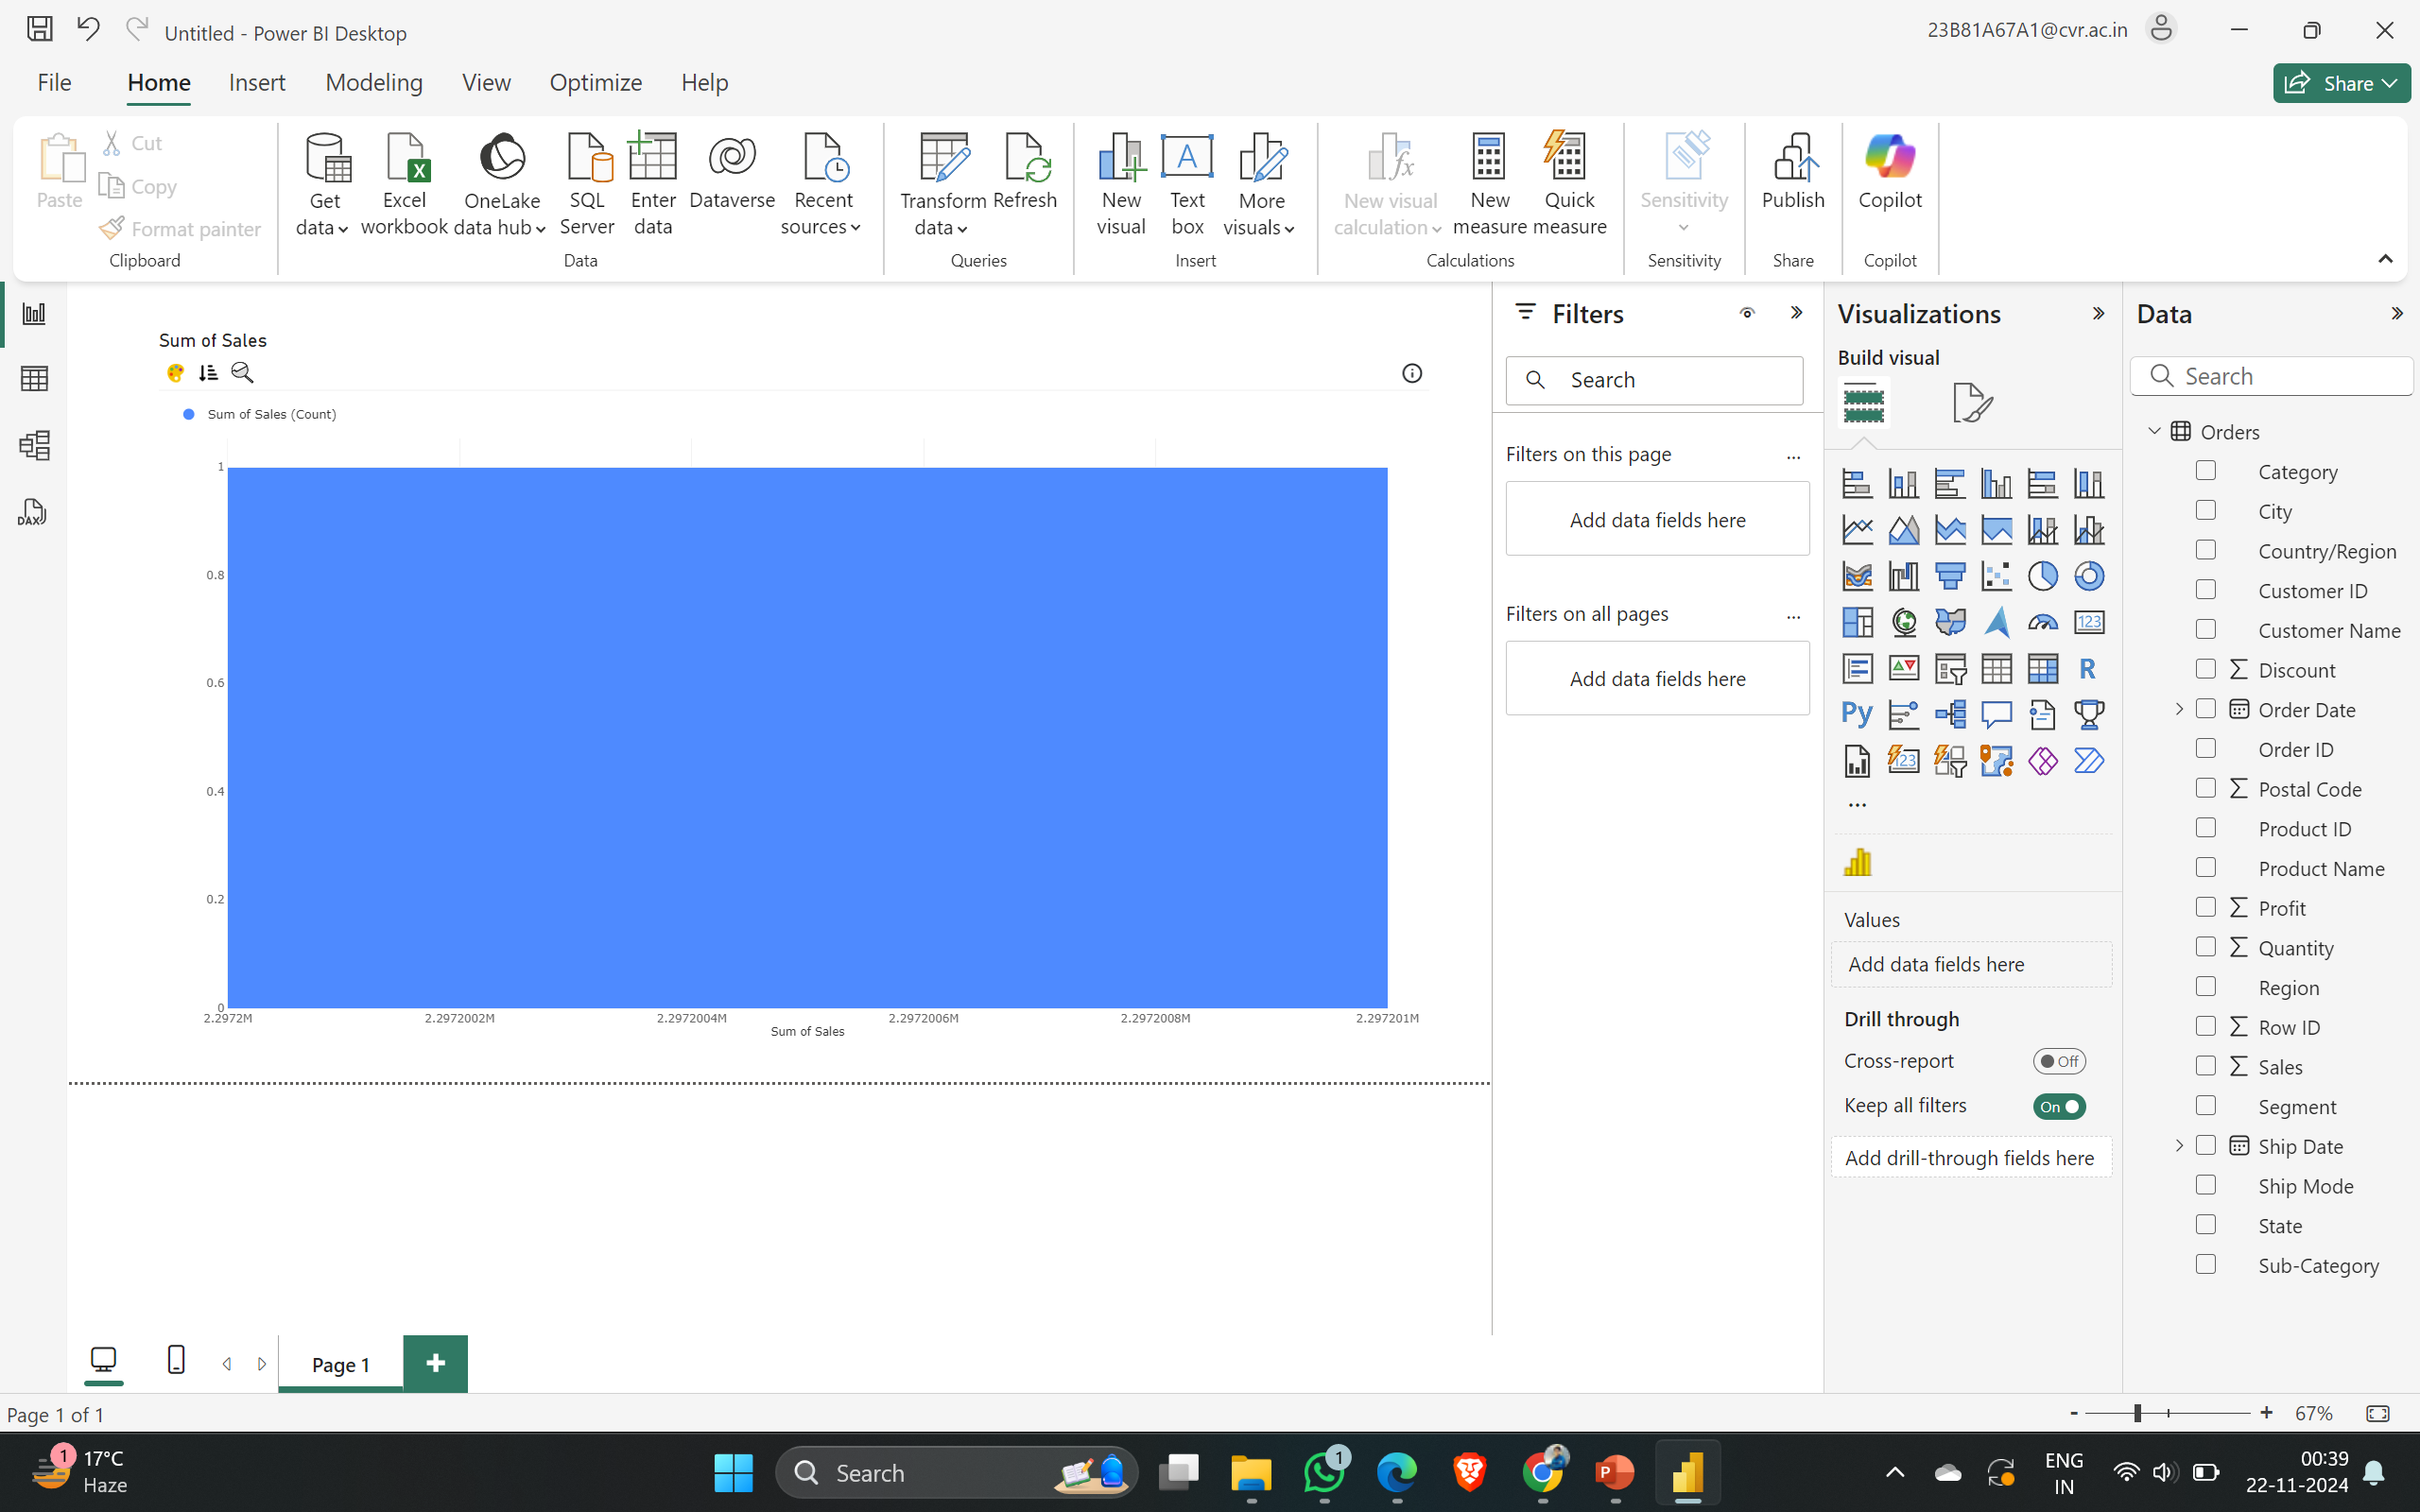 Untitled - Power BI Desktop
23B81A67A1@cvr.ac.in
File Home Insert Modeling View Optimize Help
Share
Paste
Cut
Copy
Format painter
Clipboard
Get data
Excel workbook
OneLake data hub
SQL Server
Enter data
Dataverse
Recent sources
Data
Transform data
Refresh
Queries
New visual
Text box
More visuals
Insert
New visual calculation
New measure
Quick measure
Calculations
Sensitivity
Sensitivity
Publish
Share
Copilot
Copilot
DAX
Sum of Sales
Sum of Sales (Count)
1
0.8
0.6
0.4
0.2
0
2.2972M 2.2972002M 2.2972004M 2.2972006M 2.2972008M 2.297201M
Sum of Sales
Filters
Search
Filters on this page ...
Add data fields here
Filters on all pages ...
Add data fields here
Visualizations
Build visual
123
R
Py
123
...
Values
Add data fields here
Drill through
Cross-report Off
Keep all filters On
Add drill-through fields here
Data
Search
Orders
Category
City
Country/Region
Customer ID
Customer Name
∑ Discount
Order Date
Order ID
∑ Postal Code
Product ID
Product Name
∑ Profit
∑ Quantity
Region
∑ Row ID
∑ Sales
Segment
Ship Date
Ship Mode
State
Sub-Category
Page 1
+
Page 1 of 1
- + 67%
1
17°C
Haze
Search
1
P
ENG
IN
00:39
22-11-2024